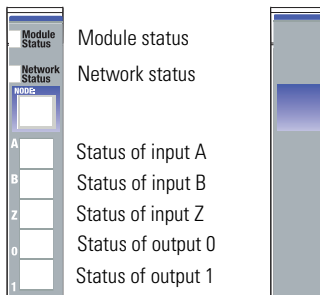 Module
Status
Module status
Network
Status
Network status
NODE:
A
Status of input A
B
Status of input B
Z
Status of input Z
0
Status of output 0
1
Status of output 1